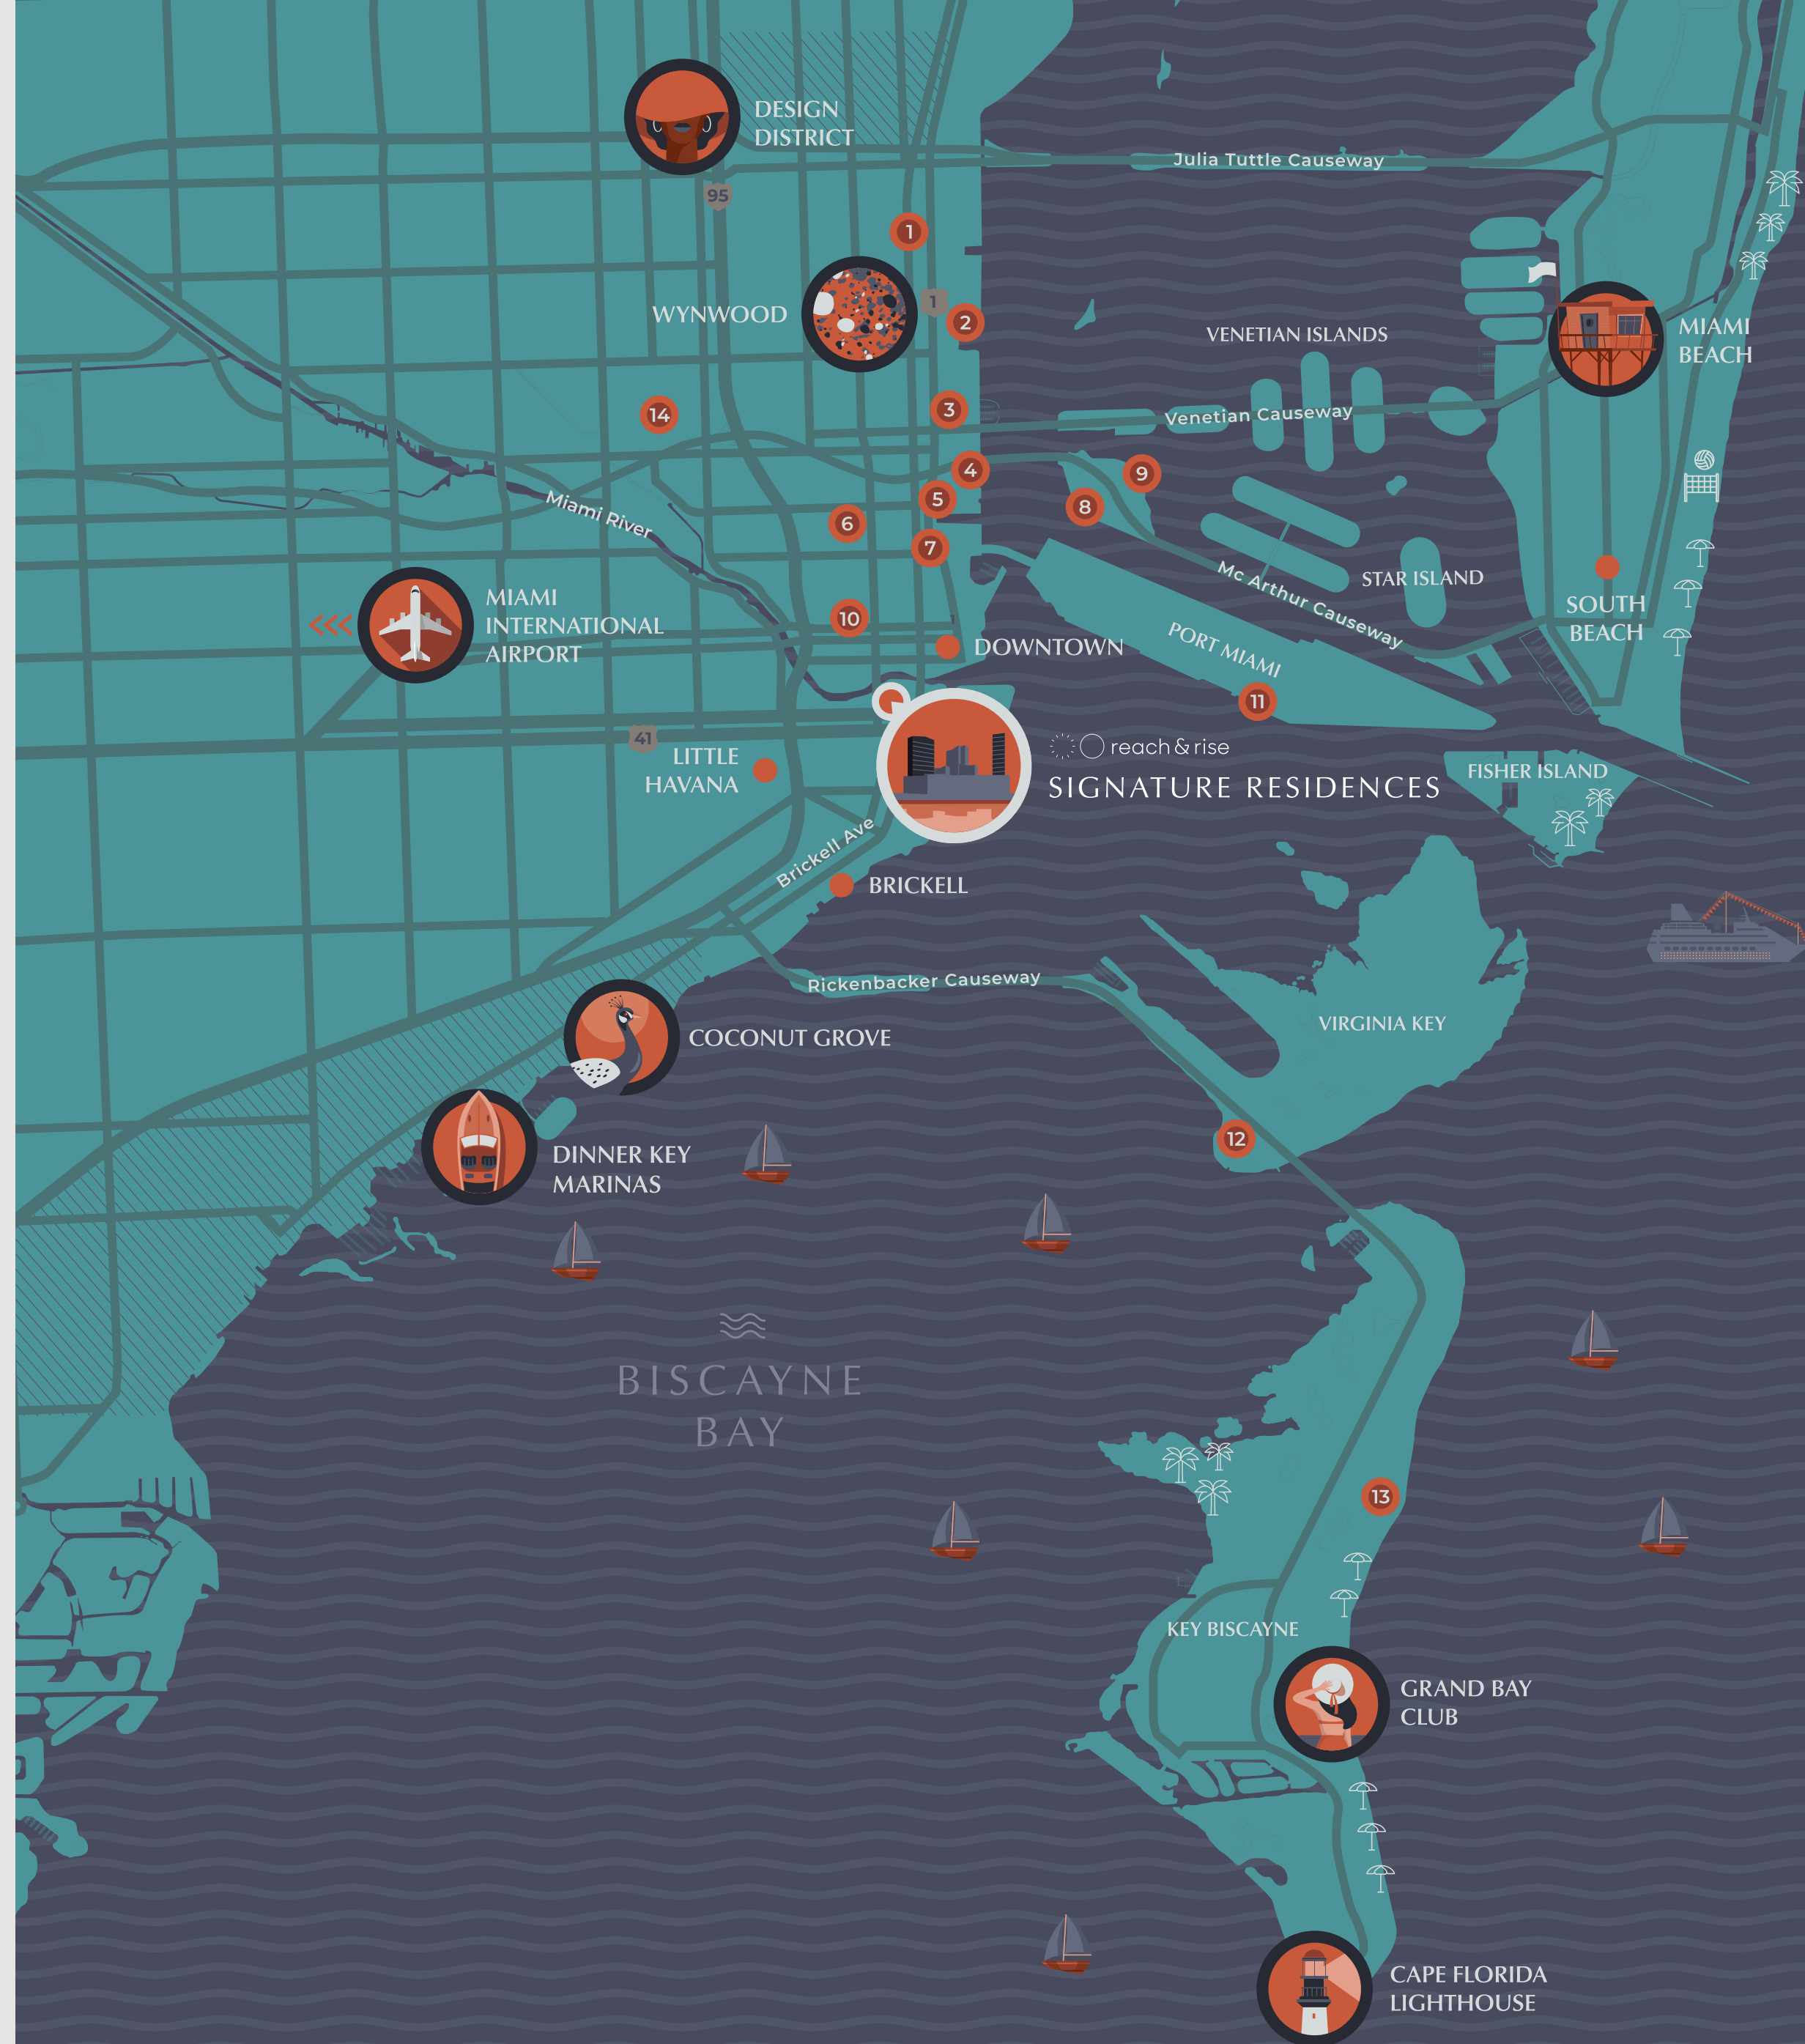 DESIGN
DISTRICT
Julia Tuttle Causeway
95
1
WYNWOOD
1
2
VENETIAN ISLANDS
MIAMI
BEACH
14
3
Venetian Causeway
4
9
5
8
Miami River
6
7
Mc Arthur Causeway
STAR ISLAND
MIAMI
INTERNATIONAL
AIRPORT
10
DOWNTOWN
PORT MIAMI
SOUTH
BEACH
11
41
LITTLE
HAVANA
reach & rise
SIGNATURE RESIDENCES
FISHER ISLAND
Brickell Ave
BRICKELL
Rickenbacker Causeway
VIRGINIA KEY
COCONUT GROVE
12
DINNER KEY
MARINAS
BISCAYNE
BAY
13
KEY BISCAYNE
GRAND BAY
CLUB
CAPE FLORIDA
LIGHTHOUSE